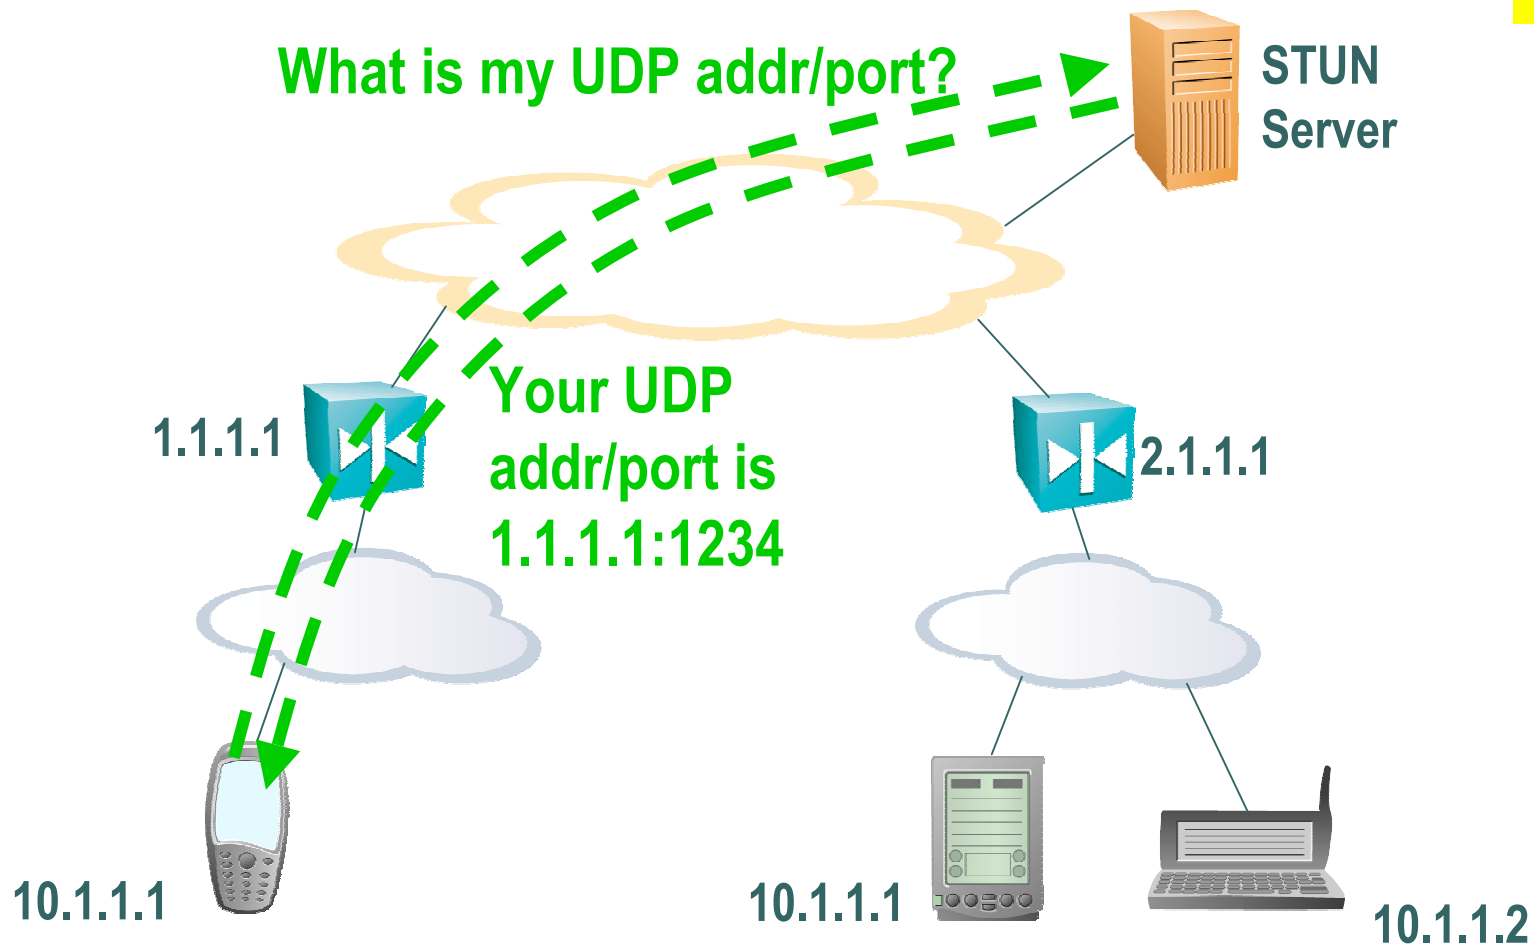 What is my UDP addr/port?
STUN
Server
Your UDP
addr/port is
1.1.1.1:1234
1.1.1.1
2.1.1.1
10.1.1.1
10.1.1.1
10.1.1.2